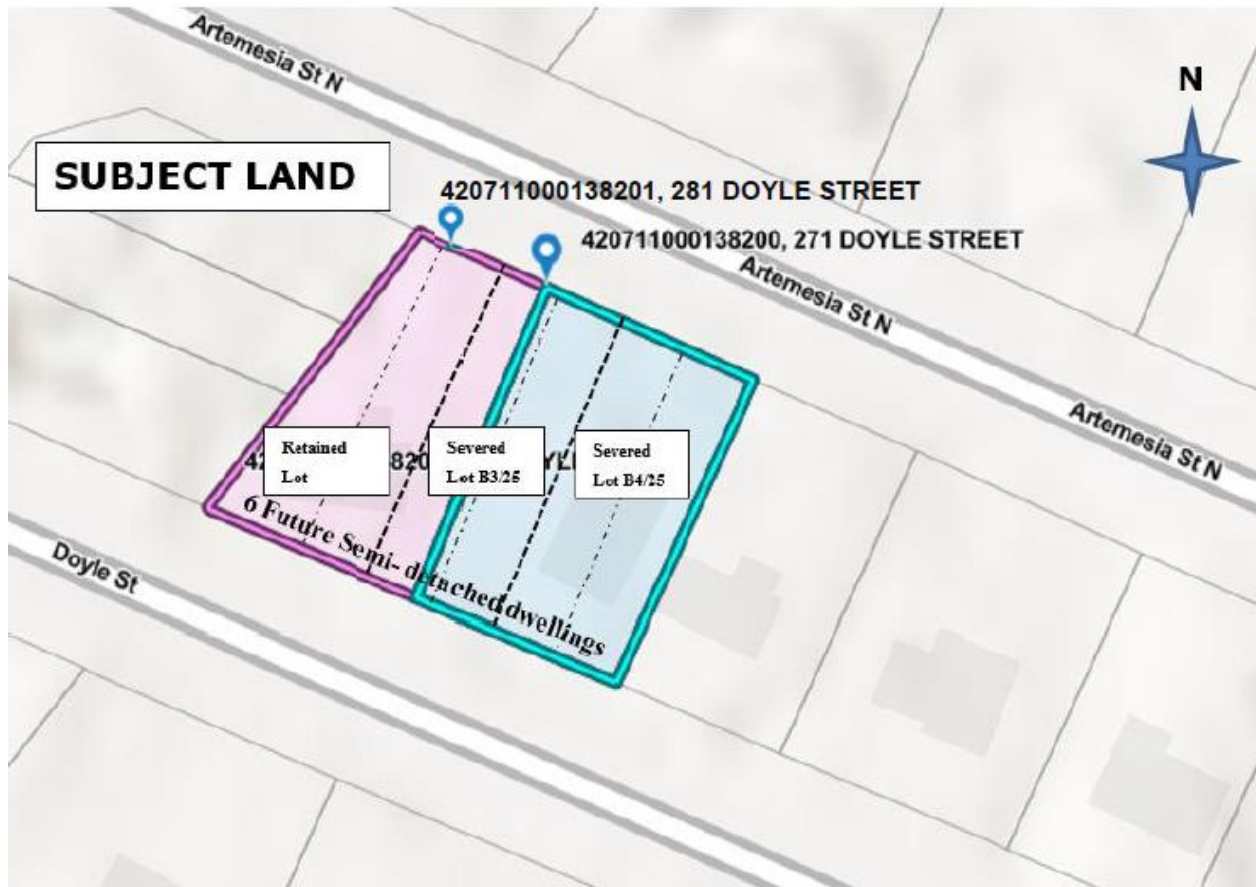 Artemesia St N
N
SUBJECT LAND
420711000138201, 281 DOYLE STREET
420711000138200, 271 DOYLE STREET
Artemesia St N
Artemesia St N
Retained
Lot
Severed
Lot B3/25
Severed
Lot B4/25
6 Future Semi-detached dwellings
Doyle St